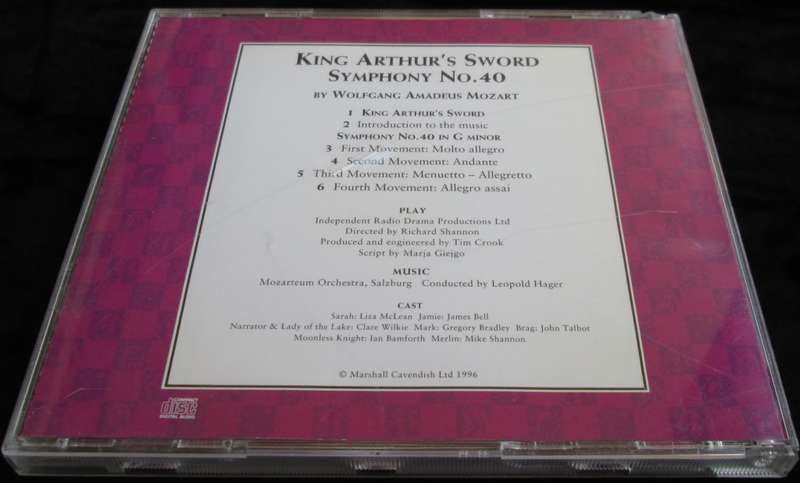 KING ARTHUR'S SWORD
SYMPHONY NO.40
BY WOLFGANG AMADEUS MOZART
1 KING ARTHUR'S SWORD
2 Introduction to the music
SYMPHONY NO.40 IN G MINOR
3 First Movement: Molto allegro
4 Second Movement: Andante
5 Third Movement: Menuetto – Allegretto
6 Fourth Movement: Allegro assai
PLAY
Independent Radio Drama Productions Ltd
Directed by Richard Shannon
Produced and engineered by Tim Crook
Script by Marja Giejgo
MUSIC
Mozarteum Orchestra, Salzburg Conducted by Leopold Hager
CAST
Sarah: Liza McLean Jamie: James Bell
Narrator & Lady of the Lake: Clare Wilkie Mark: Gregory Bradley Brag: John Talbot
Moonless Knight: Ian Bamforth Merlin: Mike Shannon
© Marshall Cavendish Ltd 1996
COMPACT
disc
DIGITAL AUDIO